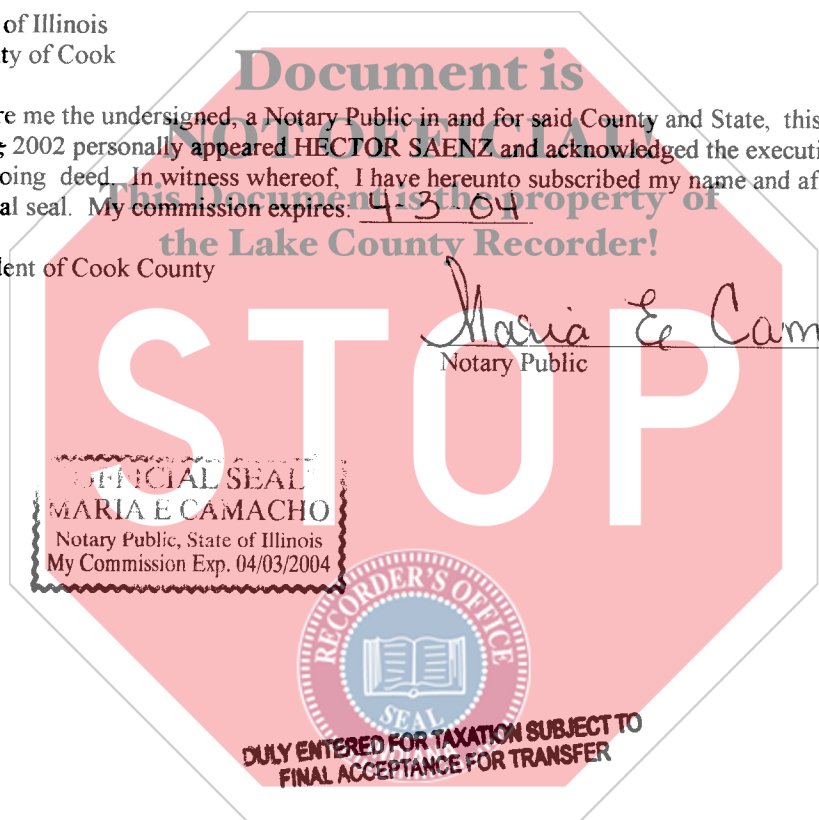 of Illinois
ty of Cook
Document is
NOT OFFICIAL!
re me the undersigned, a Notary Public in and for said County and State, this
2002 personally appeared HECTOR SAENZ and acknowledged the executi
oing deed. In witness whereof, I have hereunto subscribed my name and af
al seal. My commission expires: 4-3-04
This Document is the property of
the Lake County Recorder!
ent of Cook County
Maria E Cam
Notary Public
STOP
OFFICIAL SEAL
MARIA E CAMACHO
Notary Public, State of Illinois
My Commission Exp. 04/03/2004
RECORDER'S OFFICE
SEAL
INDIANA
DULY ENTERED FOR TAXATION SUBJECT TO
FINAL ACCEPTANCE FOR TRANSFER